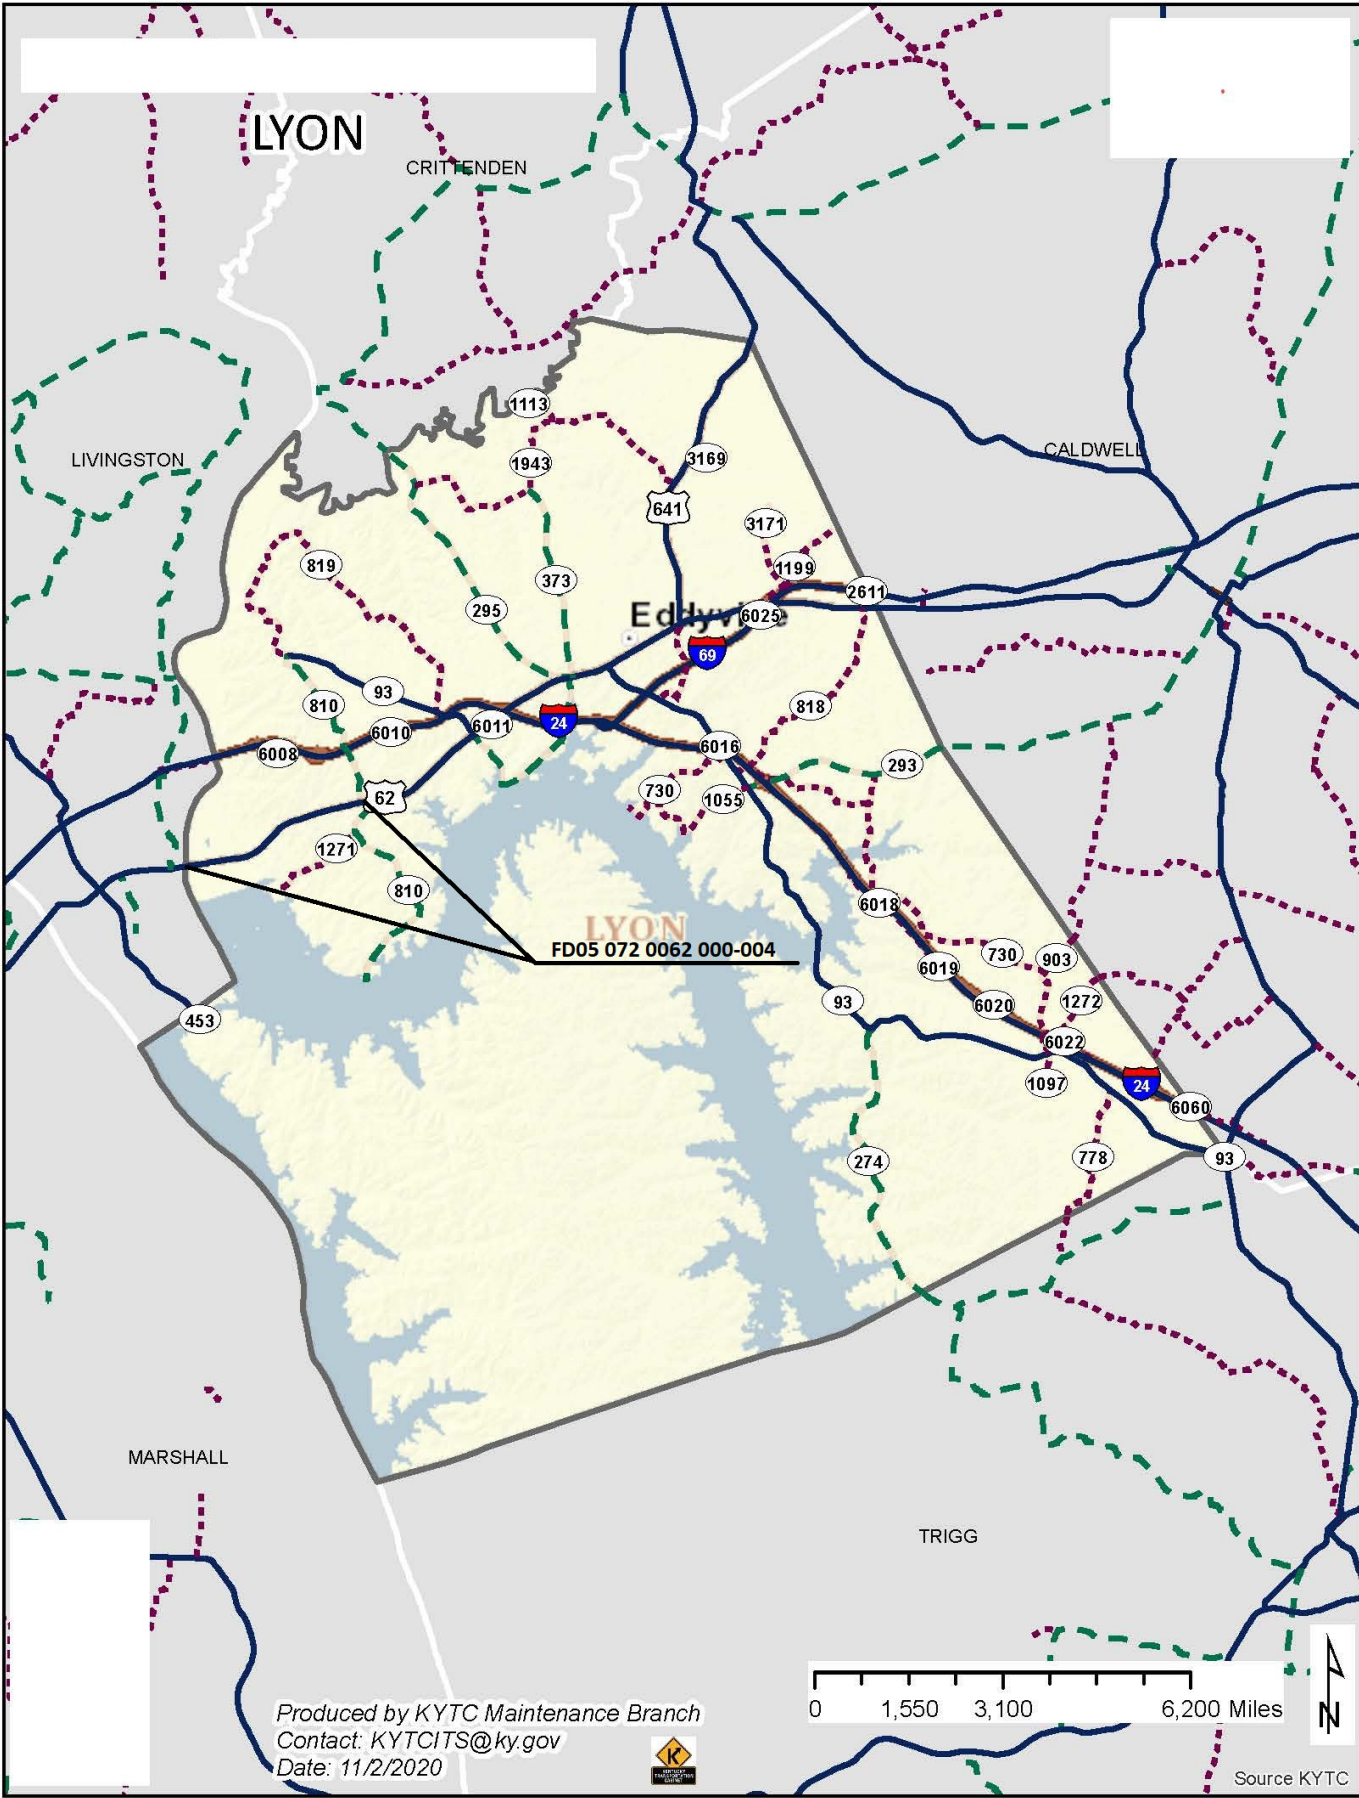 LYON
CRITTENDEN
1113
LIVINGSTON
1943
3169
CALDWELL
641
3171
819
1199
373
2611
295
Eddyville
6025
69
93
810
818
6010
6011
24
6008
6016
293
62
730
1055
1271
810
6018
LYON
FD05 072 0062 000-004
730
903
6019
93
6020
1272
453
6022
1097
24
6060
274
778
93
MARSHALL
TRIGG
0 1,550 3,100 6,200 Miles
N
Produced by KYTC Maintenance Branch
Contact: KYTCITS@ky.gov
Date: 11/2/2020
K
KENTUCKY
TRANSPORTATION
CABINET
Source KYTC